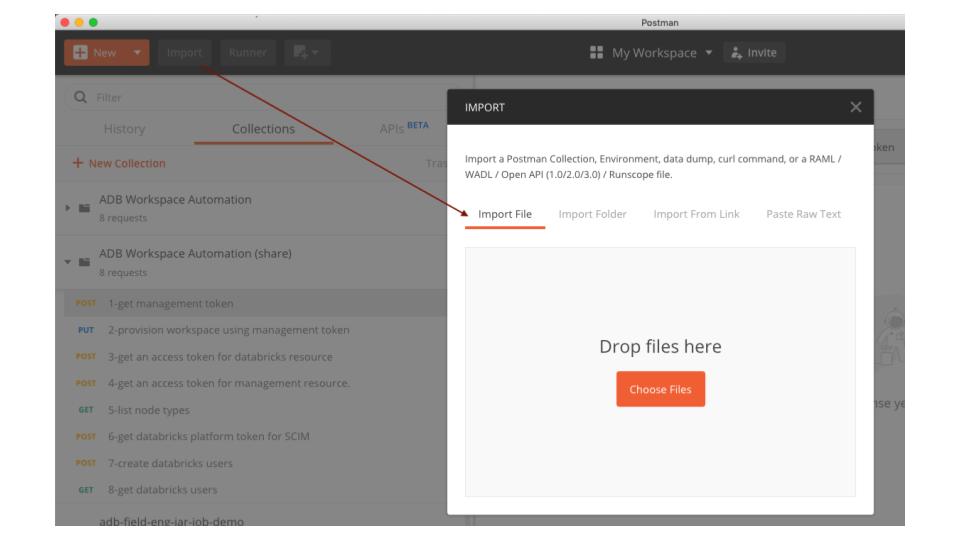 Postman
New
Import
Runner
My Workspace
Invite
Filter
History
Collections
APIs BETA
+ New Collection
Tras
ADB Workspace Automation
8 requests
ADB Workspace Automation (share)
8 requests
POST 1-get management token
PUT 2-provision workspace using management token
POST 3-get an access token for databricks resource
POST 4-get an access token for management resource.
GET 5-list node types
POST 6-get databricks platform token for SCIM
POST 7-create databricks users
GET 8-get databricks users
adb-field-eng-jar-job-demo
IMPORT
Import a Postman Collection, Environment, data dump, curl command, or a RAML /
WADL / Open API (1.0/2.0/3.0) / Runscope file.
Import File
Import Folder
Import From Link
Paste Raw Text
Drop files here
Choose Files
oken
nse ye